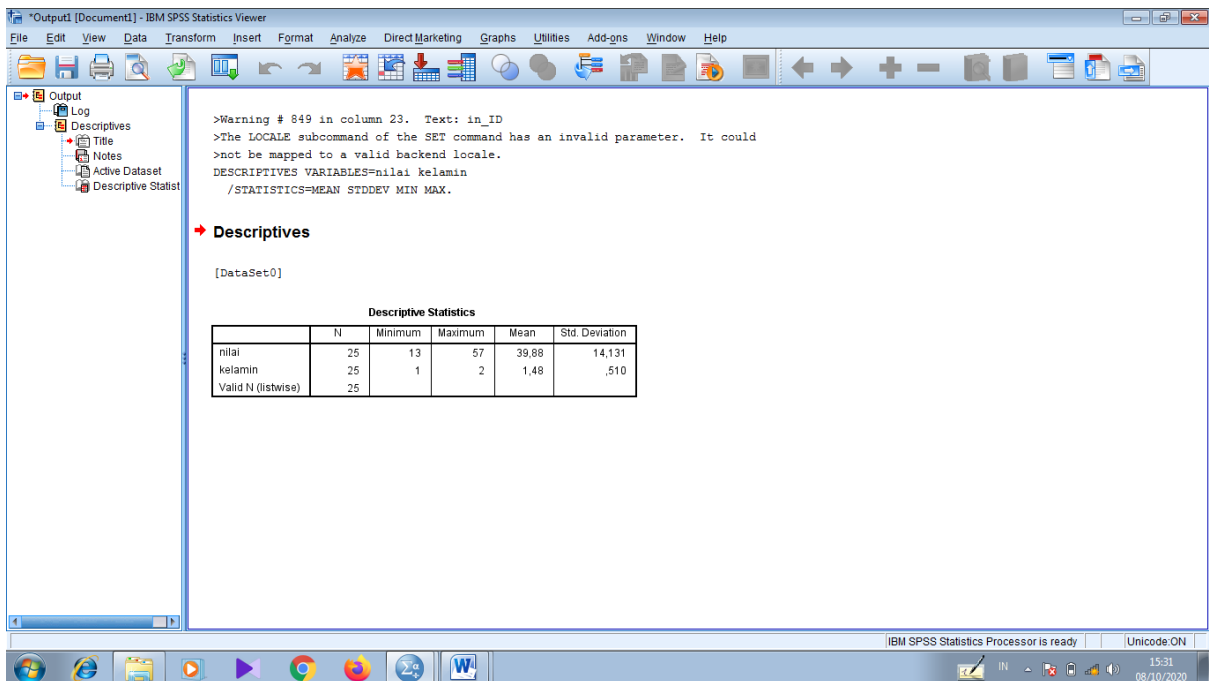 *Output1 [Document1] - IBM SPSS Statistics Viewer
File Edit View Data Transform Insert Format Analyze Direct Marketing Graphs Utilities Add-ons Window Help
Output
Log
Descriptives
Title
Notes
Active Dataset
Descriptive Statist
>Warning # 849 in column 23. Text: in_ID
>The LOCALE subcommand of the SET command has an invalid parameter. It could
>not be mapped to a valid backend locale.
DESCRIPTIVES VARIABLES=nilai kelamin
/STATISTICS=MEAN STDDEV MIN MAX.
Descriptives
[DataSet0]
Descriptive Statistics
N Minimum Maximum Mean Std. Deviation
nilai 25 13 57 39,88 14,131
kelamin 25 1 2 1,48 ,510
Valid N (listwise) 25
IBM SPSS Statistics Processor is ready Unicode:ON
IN 15:31
08/10/2020